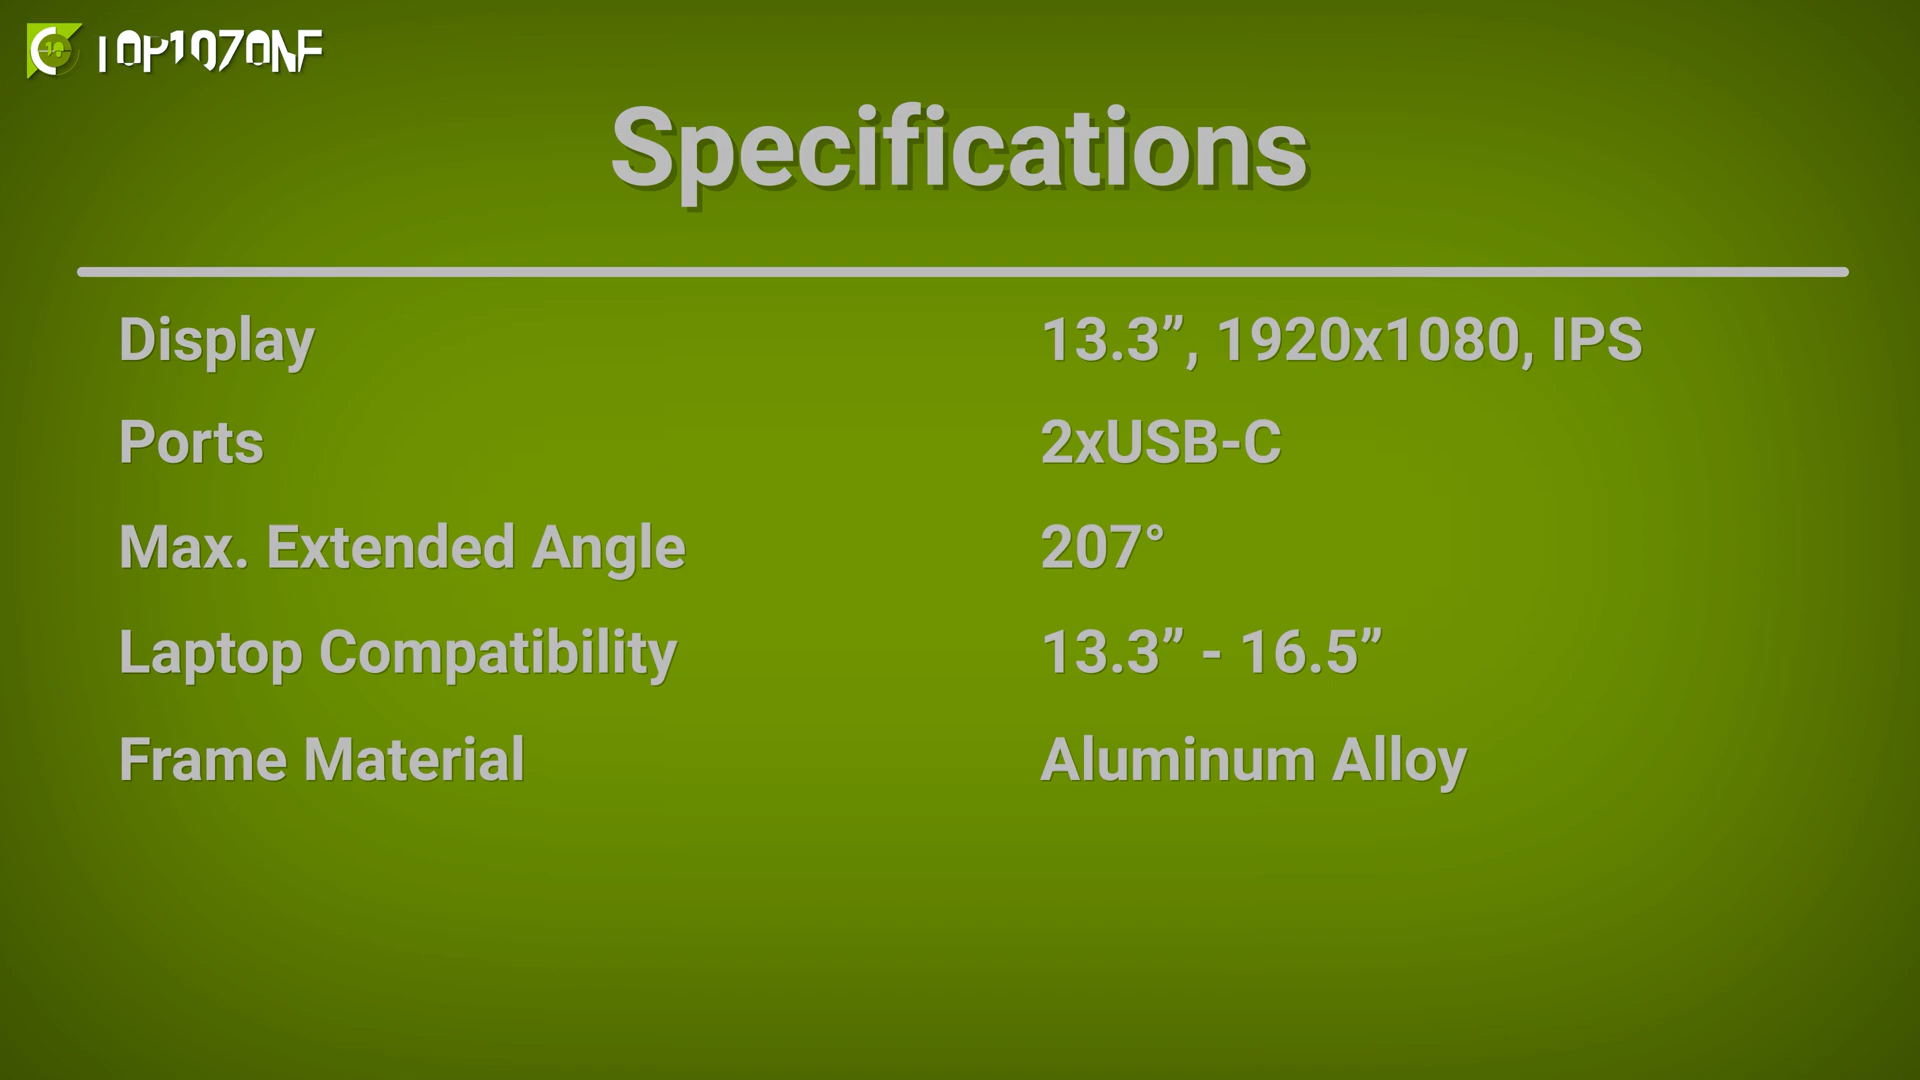 TOP10ZONE
Specifications
Display 13.3”, 1920x1080, IPS
Ports 2xUSB-C
Max. Extended Angle 207°
Laptop Compatibility 13.3” - 16.5”
Frame Material Aluminum Alloy